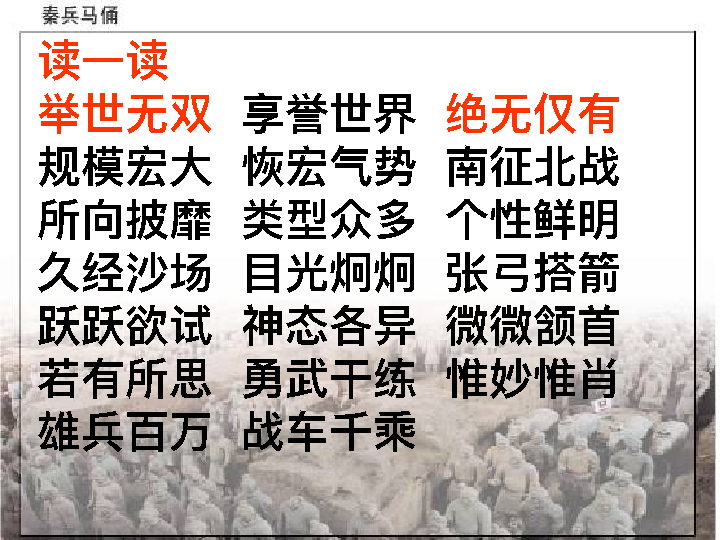 秦兵马俑
读一读
举世无双 享誉世界 绝无仅有
规模宏大 恢宏气势 南征北战
所向披靡 类型众多 个性鲜明
久经沙场 目光炯炯 张弓搭箭
跃跃欲试 神态各异 微微颔首
若有所思 勇武干练 惟妙惟肖
雄兵百万 战车千乘